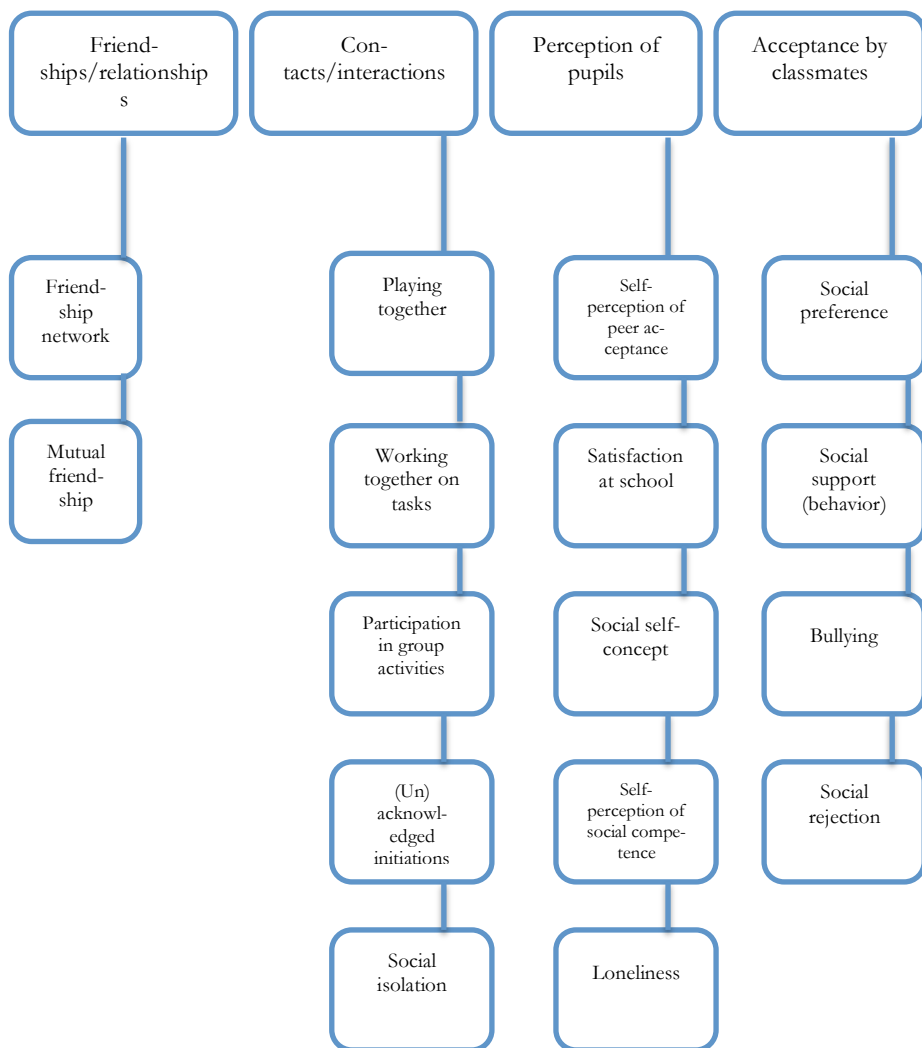 Friend-
ships/relationship
s
Con-
tacts/interactions
Perception of
pupils
Acceptance by
classmates
Friend-
ship
network
Mutual
friend-
ship
Playing
together
Working
together on
tasks
Participation
in group
activities
(Un)
acknowl-
edged
initiations
Social
isolation
Self-
perception of
peer ac-
ceptance
Satisfaction
at school
Social self-
concept
Self-
perception of
social compe-
tence
Loneliness
Social
preference
Social
support
(behavior)
Bullying
Social
rejection